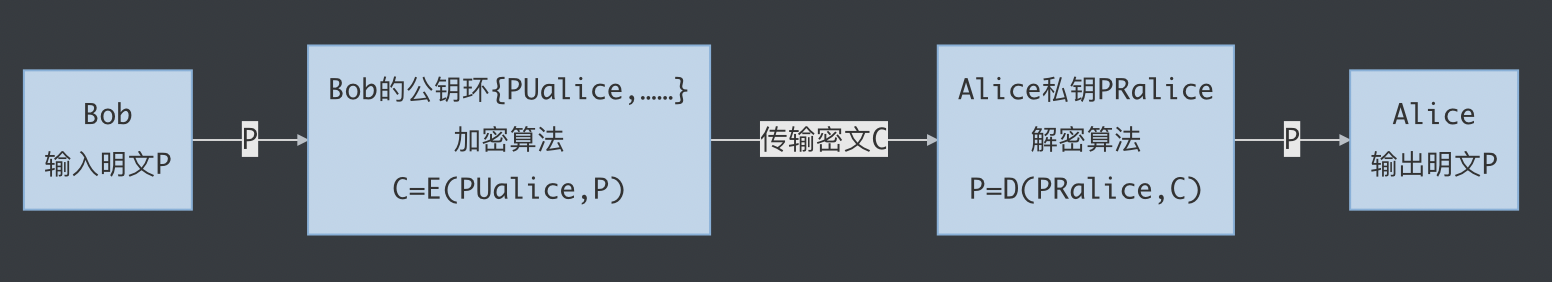 Bob
输入明文P
P
Bob的公钥环{PUalice,……}
加密算法
C=E(PUalice,P)
传输密文C
Alice私钥PRalice
解密算法
P=D(PRalice,C)
P
Alice
输出明文P